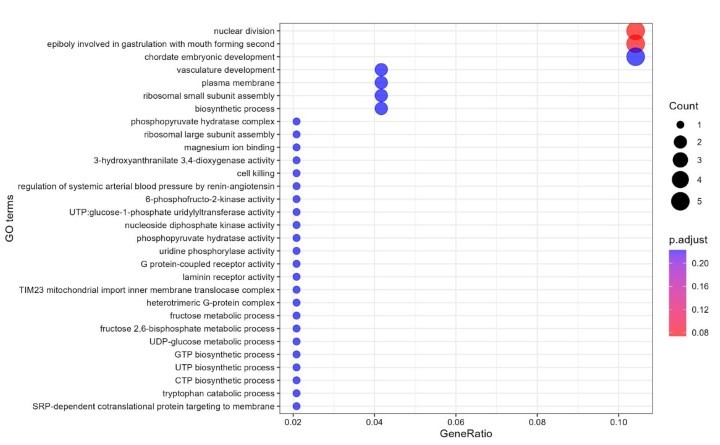 nuclear division
epiboly involved in gastrulation with mouth forming second
chordate embryonic development
vasculature development
plasma membrane
ribosomal small subunit assembly
biosynthetic process
phosphopyruvate hydratase complex
ribosomal large subunit assembly
magnesium ion binding
3-hydroxyanthranilate 3,4-dioxygenase activity
cell killing
regulation of systemic arterial blood pressure by renin-angiotensin
6-phosphofructo-2-kinase activity
UTP:glucose-1-phosphate uridylyltransferase activity
nucleoside diphosphate kinase activity
phosphopyruvate hydratase activity
uridine phosphorylase activity
G protein-coupled receptor activity
laminin receptor activity
TIM23 mitochondrial import inner membrane translocase complex
heterotrimeric G-protein complex
fructose metabolic process
fructose 2,6-bisphosphate metabolic process
UDP-glucose metabolic process
GTP biosynthetic process
UTP biosynthetic process
CTP biosynthetic process
tryptophan catabolic process
SRP-dependent cotranslational protein targeting to membrane
GO terms
0.02 0.04 0.06 0.08 0.10
GeneRatio
Count
1
2
3
4
5
p.adjust
0.20
0.16
0.12
0.08